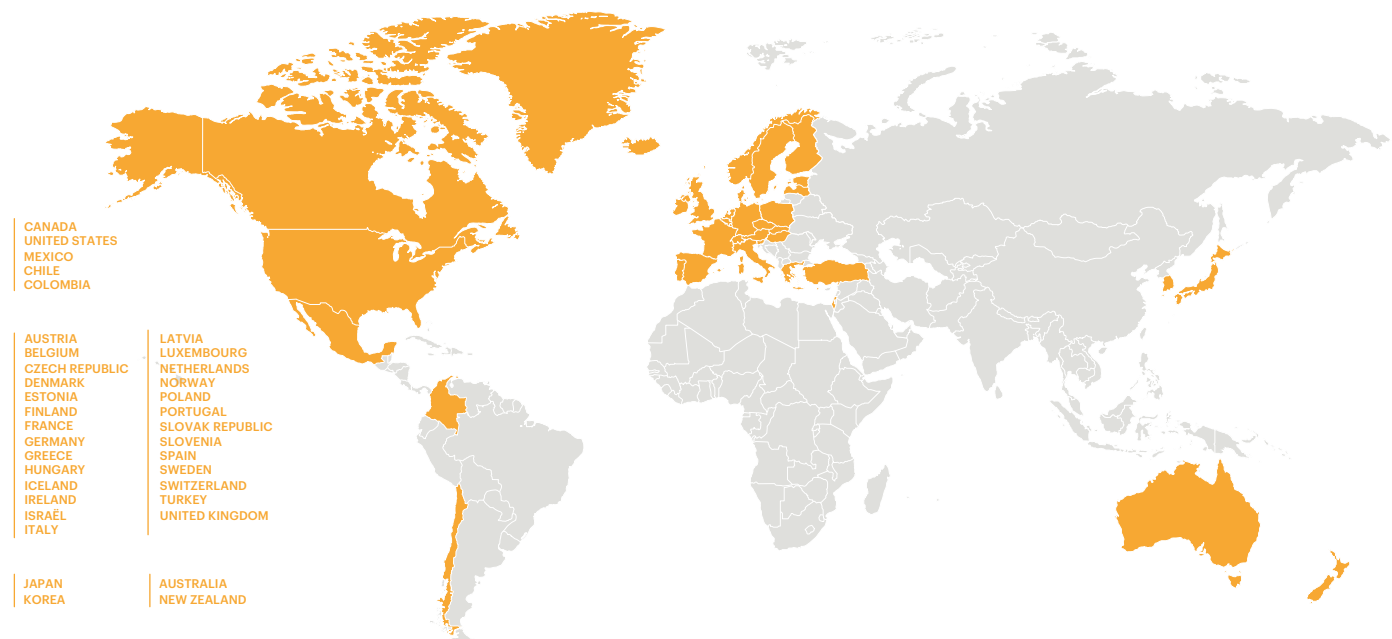 CANADA
UNITED STATES
MEXICO
CHILE
COLOMBIA
AUSTRIA
BELGIUM
CZECH REPUBLIC
DENMARK
ESTONIA
FINLAND
FRANCE
GERMANY
GREECE
HUNGARY
ICELAND
IRELAND
ISRAËL
ITALY
LATVIA
LUXEMBOURG
NETHERLANDS
NORWAY
POLAND
PORTUGAL
SLOVAK REPUBLIC
SLOVENIA
SPAIN
SWEDEN
SWITZERLAND
TURKEY
UNITED KINGDOM
JAPAN
KOREA
AUSTRALIA
NEW ZEALAND